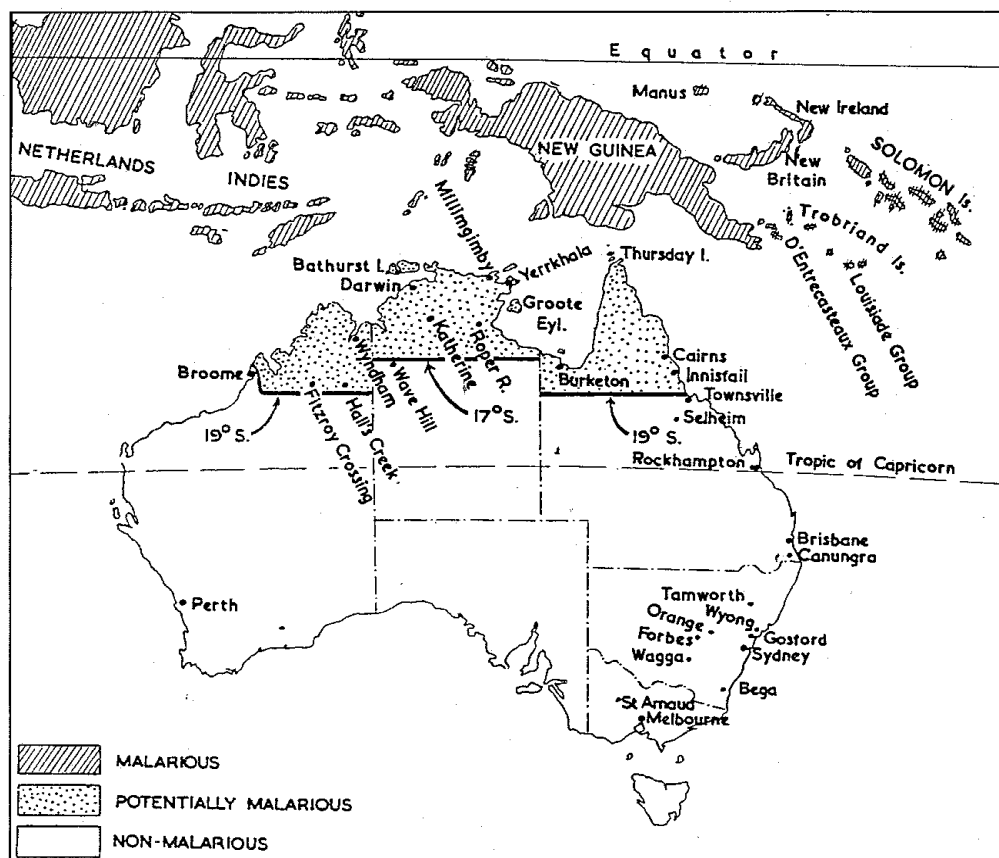 Equator
Manus
New Ireland
NEW GUINEA
New
Britain
SOLOMON Is.
NETHERLANDS
INDIES
Trobriand Is.
D'Entrecasteaux Group
Louisiade Group
Millimgimby
Yerrkhala
Thursday I.
Bathurst I.
Darwin
Groote
Eyl.
Katherine
Roper R.
Wyndham
Wave Hill
Broome
Burketon
Cairns
Innisfail
Townsville
Selheim
19° S.
Fitzroy Crossing
Hall's Creek
17° S.
19° S.
Rockhampton
Tropic of Capricorn
Brisbane
Canungra
Perth
Tamworth
Wyong
Orange
Forbes
Gosford
Wagga
Sydney
Bega
St Arnaud
Melbourne
MALARIOUS
POTENTIALLY MALARIOUS
NON-MALARIOUS